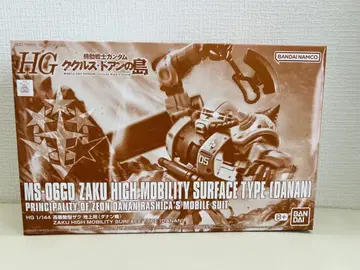 HG
機動戦士ガンダム
ククルス・ドアンの島
BANDAI NAMCO
05
MS-06GD ZAKU HIGH MOBILITY SURFACE TYPE [DANAN]
PRINCIPALITY OF ZEON DANAN RASHICA'S MOBILE SUIT
HG 1/144 高機動型ザク 地上用(ダナン機)
ZAKU HIGH MOBILITY SURFACE TYPE (DANAN)
8+
BAN
DAI